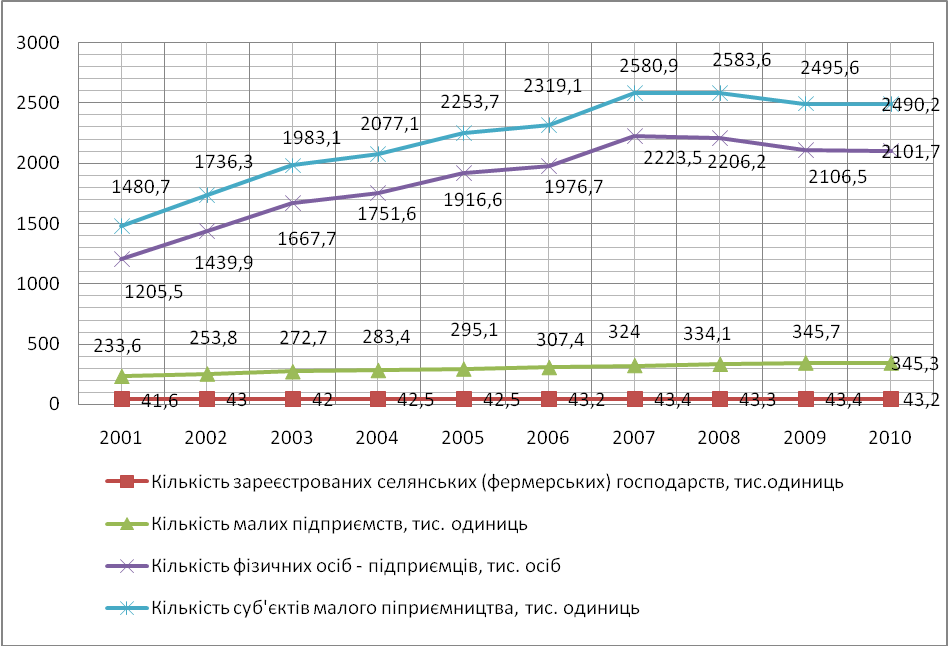 3000
2500
2000
1500
1000
500
0
1480,7 1736,3 1983,1 2077,1 2253,7 2319,1 2580,9 2583,6 2495,6 2490,2
1205,5 1439,9 1667,7 1751,6 1916,6 1976,7 2223,5 2206,2 2106,5 2101,7
233,6 253,8 272,7 283,4 295,1 307,4 324 334,1 345,7 345,3
41,6 43 42 42,5 42,5 43,2 43,4 43,3 43,4 43,2
2001 2002 2003 2004 2005 2006 2007 2008 2009 2010
Кількість зареєстрованих селянських (фермерських) господарств, тис.одиниць
Кількість малих підприємств, тис. одиниць
Кількість фізичних осіб - підприємців, тис. осіб
Кількість суб'єктів малого піприємництва, тис. одиниць